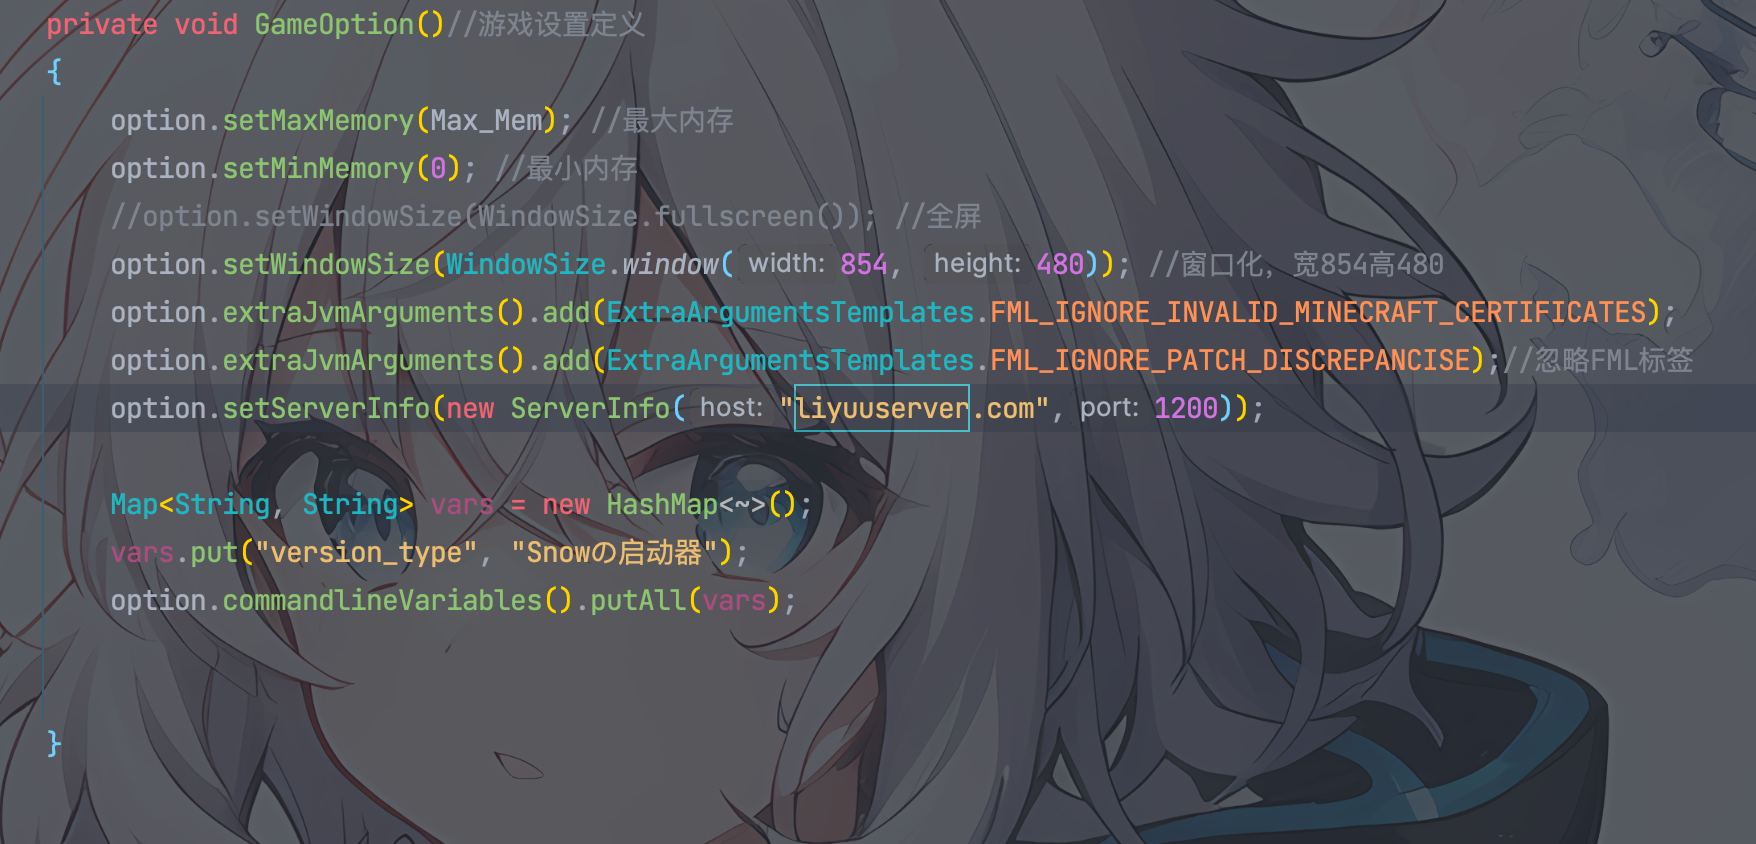 private void GameOption()//游戏设置定义
{
option.setMaxMemory(Max_Mem); //最大内存
option.setMinMemory(0); //最小内存
//option.setWindowSize(WindowSize.fullscreen()); //全屏
option.setWindowSize(WindowSize.window( width: 854, height: 480)); //窗口化，宽854高480
option.extraJvmArguments().add(ExtraArgumentsTemplates.FML_IGNORE_INVALID_MINECRAFT_CERTIFICATES);
option.extraJvmArguments().add(ExtraArgumentsTemplates.FML_IGNORE_PATCH_DISCREPANCISE);//忽略FML标签
option.setServerInfo(new ServerInfo( host: "liyuuserver.com", port: 1200));
Map<String, String> vars = new HashMap<~>();
vars.put("version_type", "Snowの启动器");
option.commandlineVariables().putAll(vars);
}